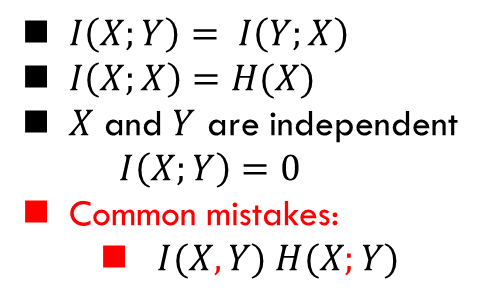 ■ I(X;Y) = I(Y;X)
■ I(X;X) = H(X)
■ X and Y are independent
I(X;Y) = 0
■ Common mistakes:
■ I(X,Y) H(X;Y)